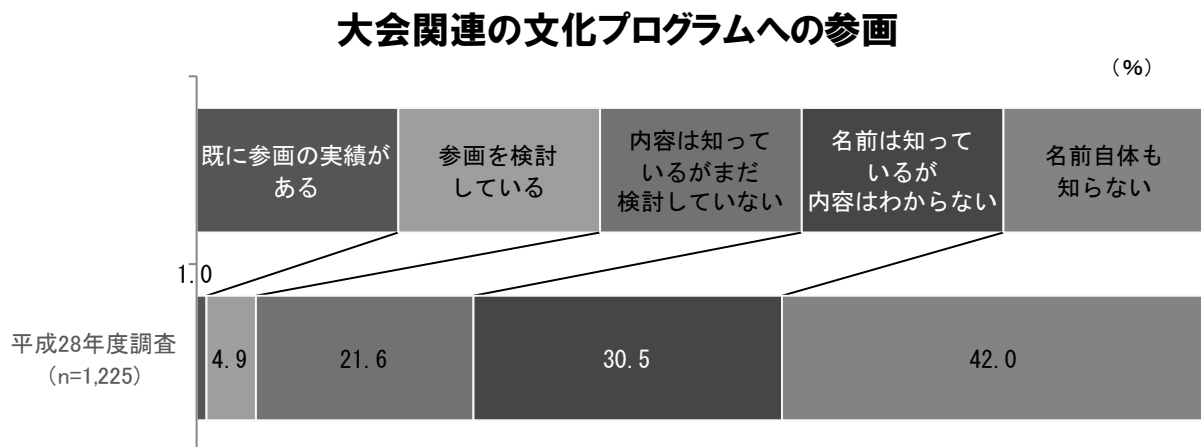 大会関連の文化プログラムへの参画
（%）
既に参画の実績が
ある
参画を検討
している
内容は知って
いるがまだ
検討していない
名前は知って
いるが
内容はわからない
名前自体も
知らない
1.0
平成28年度調査
(n=1,225)
4.9
21.6
30.5
42.0